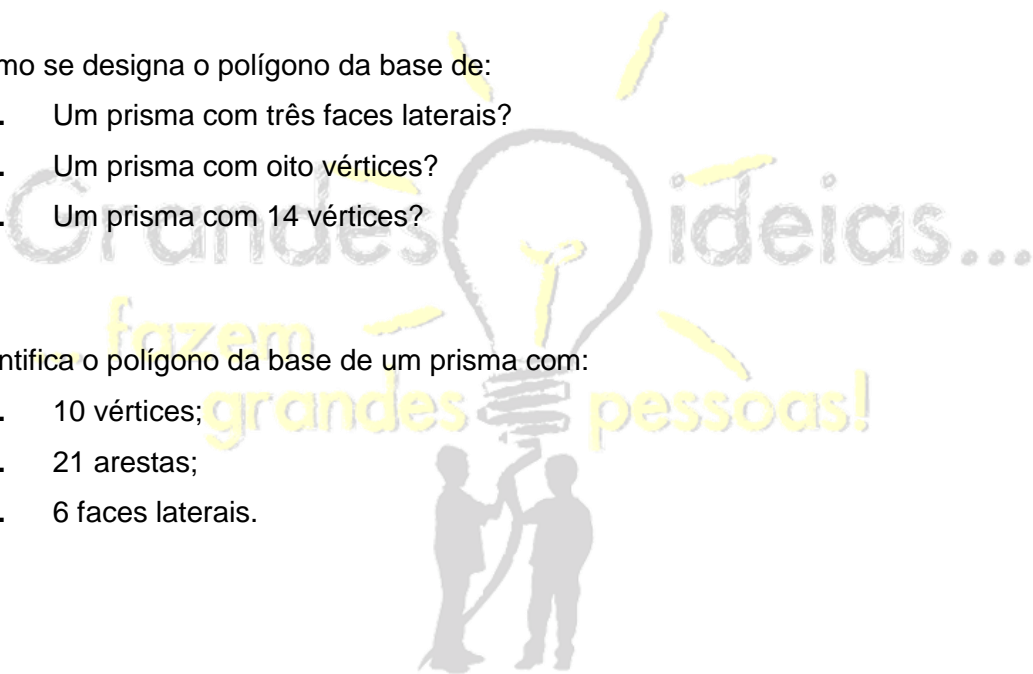 mo se designa o polígono da base de:
. Um prisma com três faces laterais?
. Um prisma com oito vértices?
. Um prisma com 14 vértices?
Grandes ideias...
... fazem
ntifica o polígono da base de um prisma com:
. 10 vértices;
grandes pessoas!
. 21 arestas;
. 6 faces laterais.